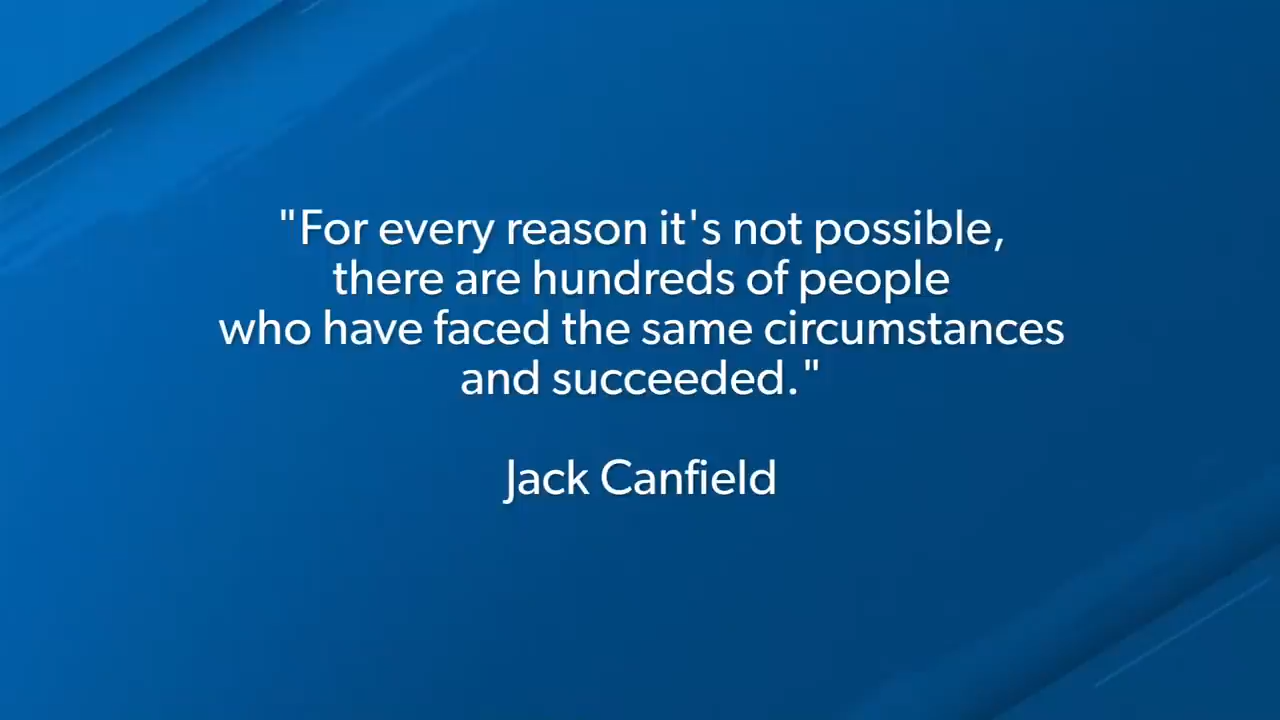 "For every reason it's not possible,
there are hundreds of people
who have faced the same circumstances
and succeeded."
Jack Canfield